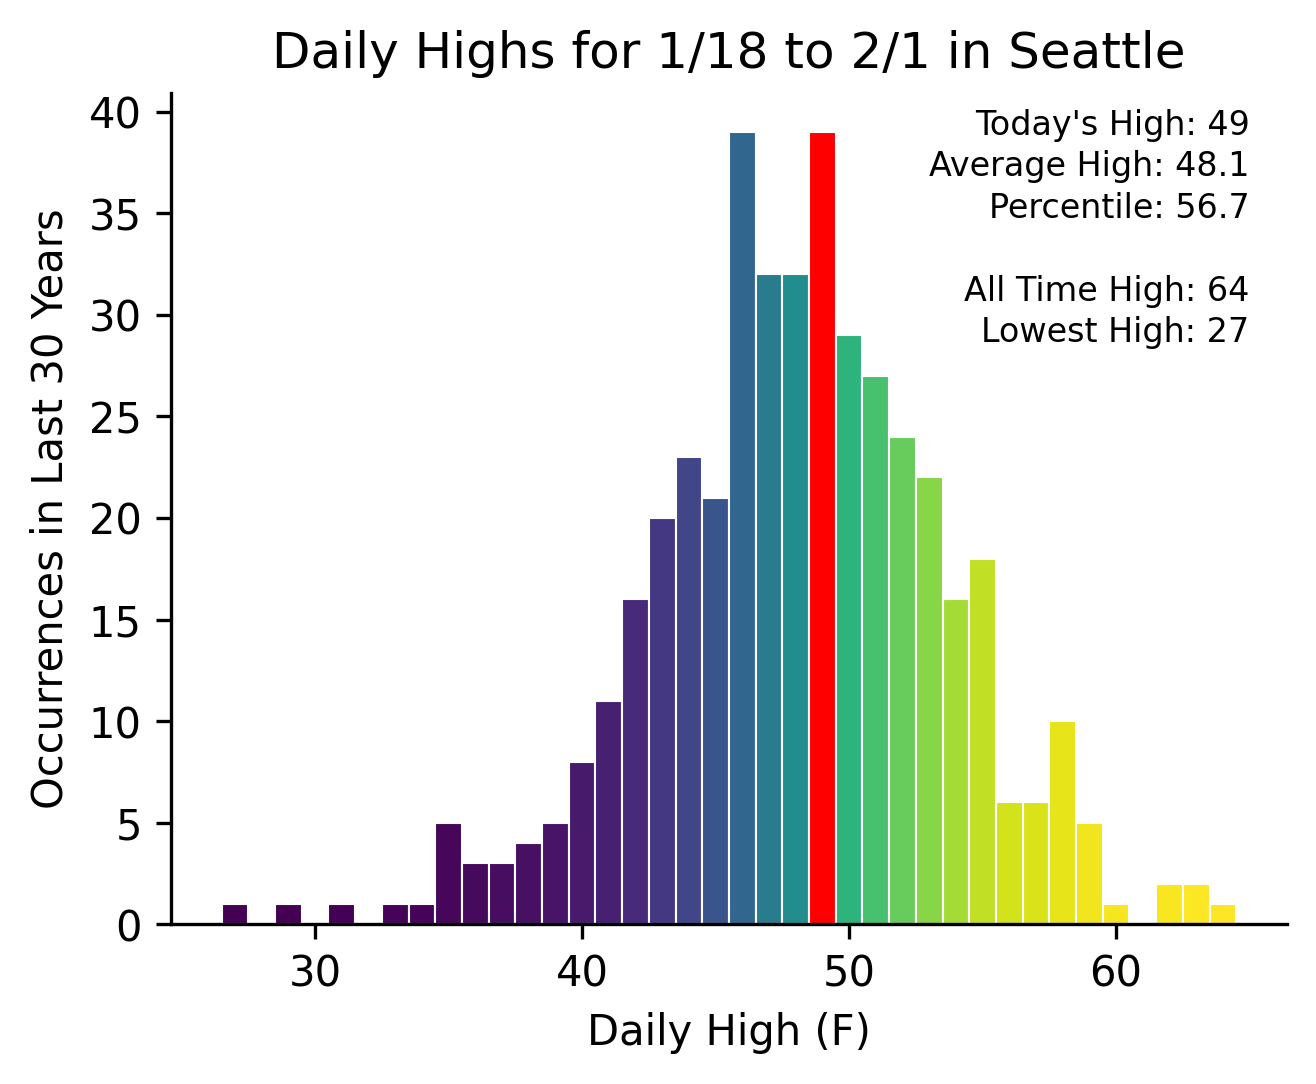 Daily Highs for 1/18 to 2/1 in Seattle
Today's High: 49
Average High: 48.1
Percentile: 56.7
All Time High: 64
Lowest High: 27
Occurrences in Last 30 Years
40
35
30
25
20
15
10
5
0
30 40 50 60
Daily High (F)